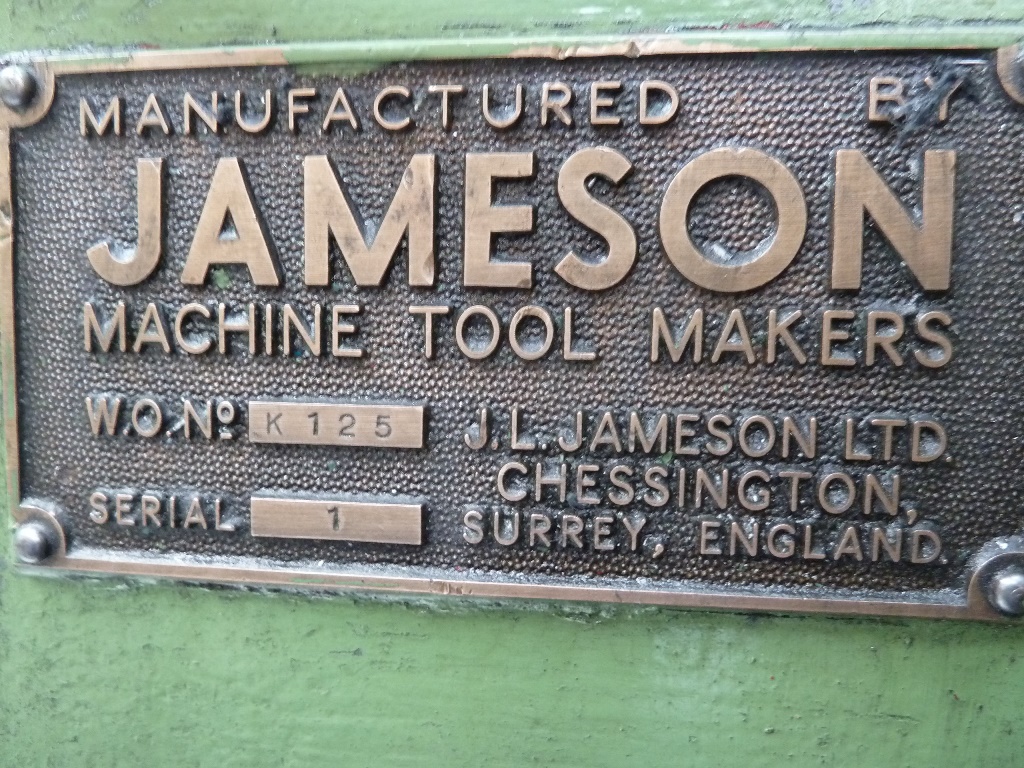 MANUFACTURED BY
JAMESON
MACHINE TOOL MAKERS
W.O. Nº K 125
SERIAL 1
J.L. JAMESON LTD.
CHESSINGTON,
SURREY, ENGLAND.